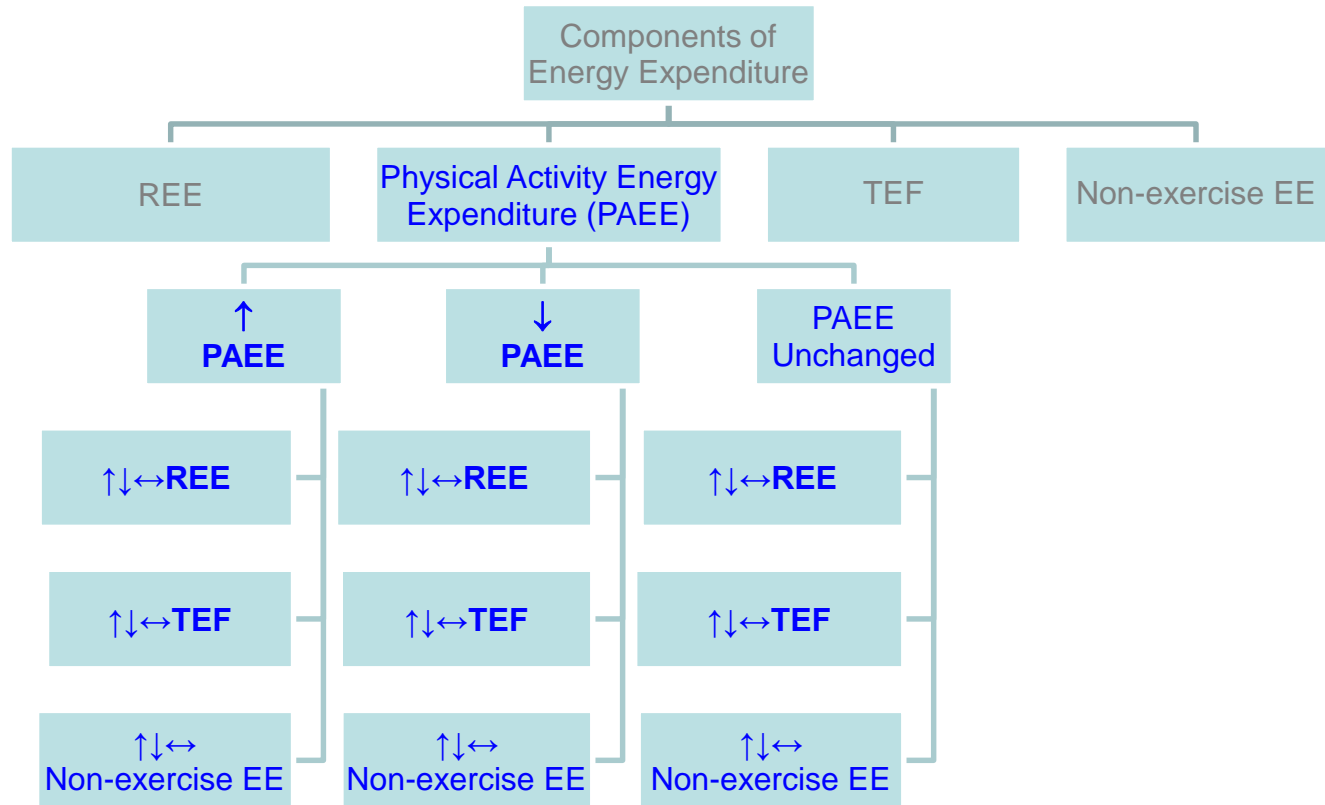 Components of
Energy Expenditure
REE
Physical Activity Energy
Expenditure (PAEE)
TEF
Non-exercise EE
↑
PAEE
↓
PAEE
PAEE
Unchanged
↑↓↔REE
↑↓↔REE
↑↓↔REE
↑↓↔TEF
↑↓↔TEF
↑↓↔TEF
↑↓↔
Non-exercise EE
↑↓↔
Non-exercise EE
↑↓↔
Non-exercise EE